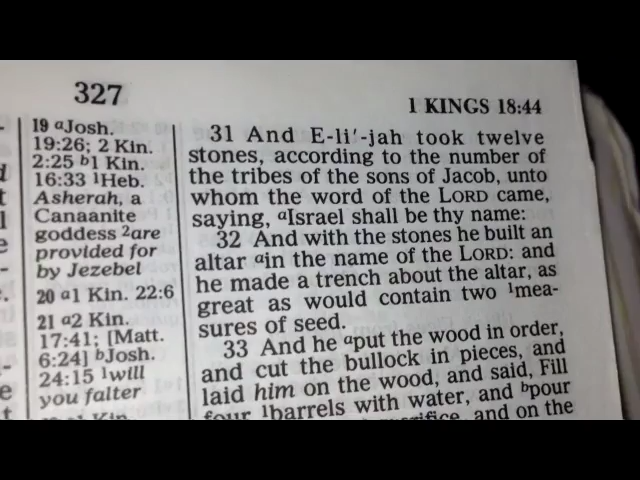 327
1 KINGS 18:44
19 aJosh.
19:26; 2 Kin.
2:25 b1 Kin.
16:33 1Heb.
Asherah, a
Canaanite
goddess 2are
provided for
by Jezebel
20 a1 Kin. 22:6
21 a2 Kin.
17:41; [Matt.
6:24] bJosh.
24:15 1will
you falter
31 And E-li′-jah took twelve
stones, according to the number of
the tribes of the sons of Jacob, unto
whom the word of the LORD came,
saying, aIsrael shall be thy name:
32 And with the stones he built an
altar ain the name of the LORD: and
he made a trench about the altar, as
great as would contain two 1mea-
sures of seed.
33 And he aput the wood in order,
and cut the bullock in pieces, and
laid him on the wood, and said, Fill
four 1barrels with water, and bpour
sacrifice, and on the